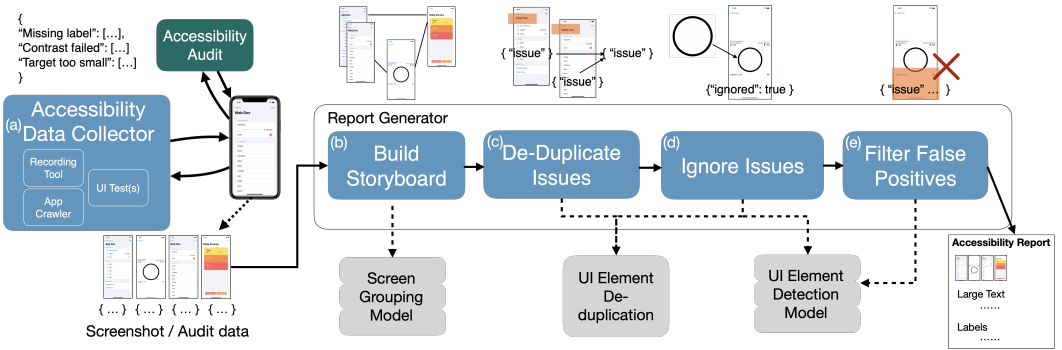 {
“Missing label”: [...],
“Contrast failed”: [...]
“Target too small”: [...]
}
Accessibility
Audit
(a)
Accessibility
Data Collector
Recording
Tool
UI Test(s)
App
Crawler
Web Dev
{ ... } { ... } { ... } { ... }
Screenshot / Audit data
{ “issue” }
{ “issue” }
{ “issue” }
{“ignored”: true }
{ “issue” ... }
Report Generator
(b)
Build
Storyboard
(c)
De-Duplicate
Issues
(d)
Ignore Issues
(e)
Filter False
Positives
Screen
Grouping
Model
UI Element
De-
duplication
UI Element
Detection
Model
Accessibility Report
Large Text
......
Labels
......